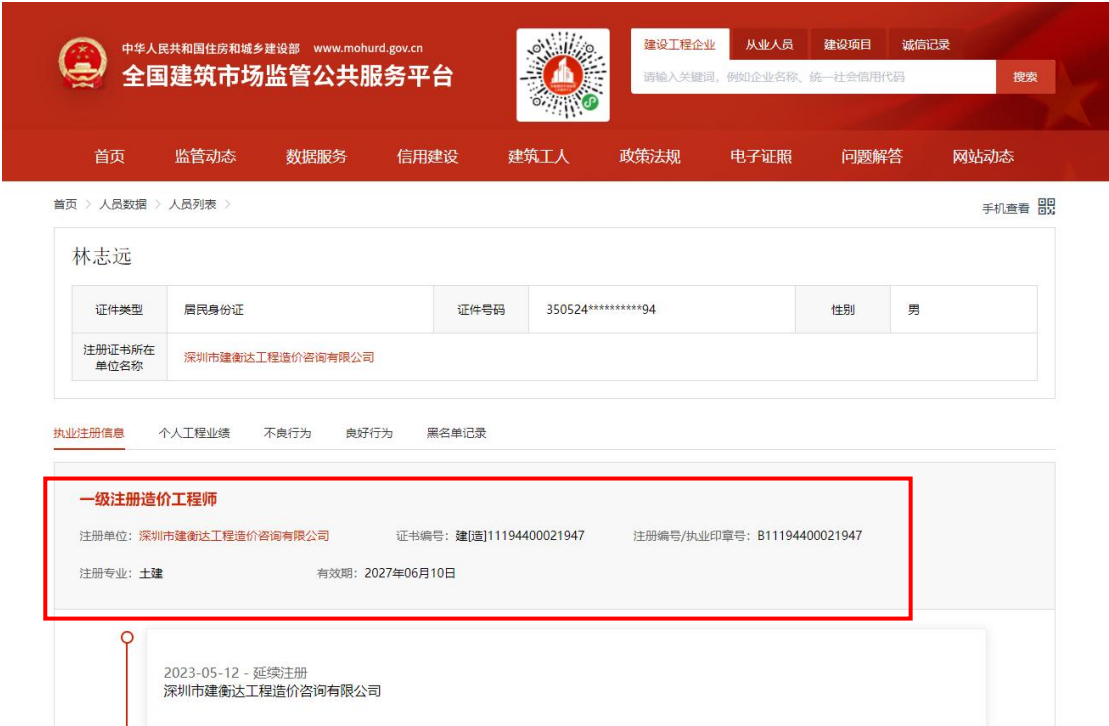 中华人民共和国住房和城乡建设部 www.mohurd.gov.cn
全国建筑市场监管公共服务平台
建设工程企业 从业人员 建设项目 诚信记录
请输入关键词，例如企业名称、统一社会信用代码 搜索
首页 监管动态 数据服务 信用建设 建筑工人 政策法规 电子证照 问题解答 网站动态
首页 > 人员数据 > 人员列表 >
手机查看
林志远
证件类型 居民身份证 证件号码 350524**********94 性别 男
注册证书所在
单位名称
深圳市建衡达工程造价咨询有限公司
执业注册信息 个人工程业绩 不良行为 良好行为 黑名单记录
一级注册造价工程师
注册单位：深圳市建衡达工程造价咨询有限公司 证书编号：建[造]11194400021947 注册编号/执业印章号：B11194400021947
注册专业：土建 有效期：2027年06月10日
2023-05-12 - 延续注册
深圳市建衡达工程造价咨询有限公司